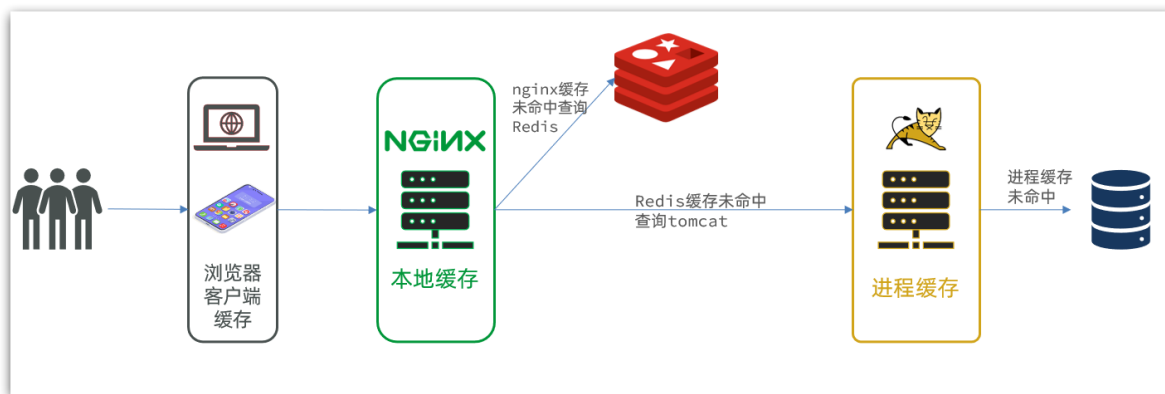 nginx缓存
未命中查询
Redis
NGINX
Redis缓存未命中
查询tomcat
进程缓存
未命中
浏览器
客户端
缓存
本地缓存
进程缓存